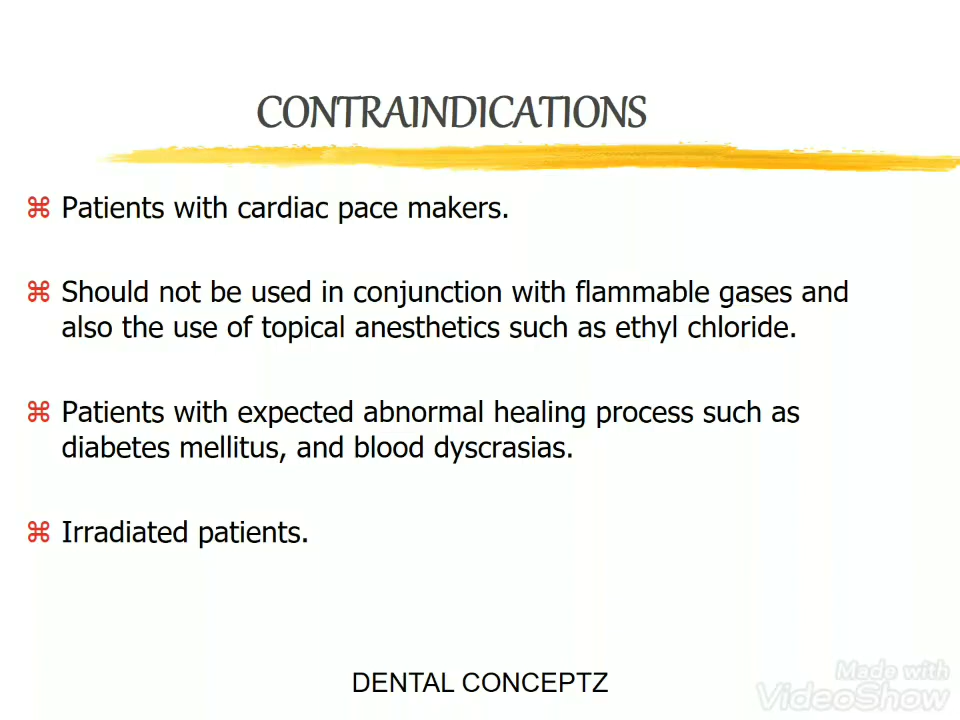 CONTRAINDICATIONS
⌘ Patients with cardiac pace makers.
⌘ Should not be used in conjunction with flammable gases and
also the use of topical anesthetics such as ethyl chloride.
⌘ Patients with expected abnormal healing process such as
diabetes mellitus, and blood dyscrasias.
⌘ Irradiated patients.
DENTAL CONCEPTZ
Made with
VideoShow